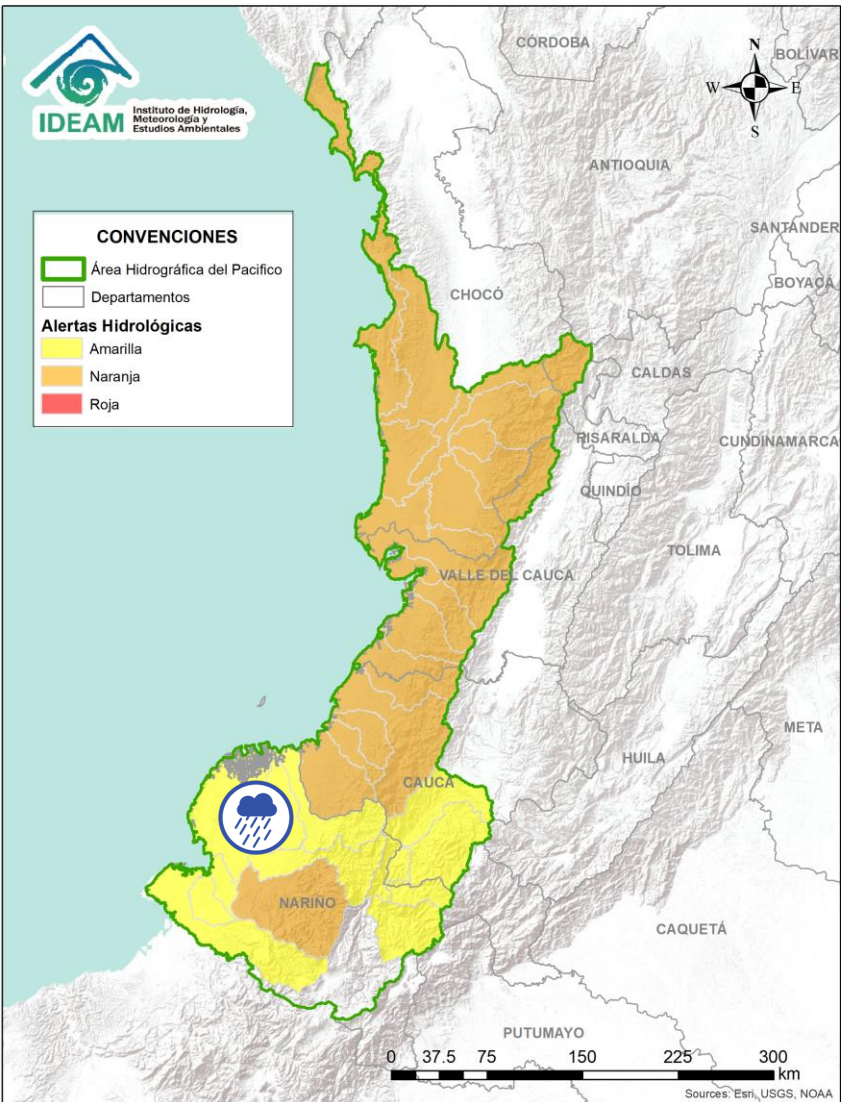 IDEAM
Instituto de Hidrología,
Meteorología y
Estudios Ambientales
N
W
E
S
CONVENCIONES
Área Hidrográfica del Pacifico
Departamentos
Alertas Hidrológicas
Amarilla
Naranja
Roja
CÓRDOBA
BOLÍVAR
ANTIOQUIA
SANTANDER
BOYACÁ
CHOCÓ
CALDAS
RISARALDA
CUNDINAMARCA
QUINDÍO
TOLIMA
VALLE DEL CAUCA
META
HUILA
CAUCA
NARIÑO
CAQUETÁ
PUTUMAYO
0 37.5 75 150 225 300
km
Sources: Esri, USGS, NOAA